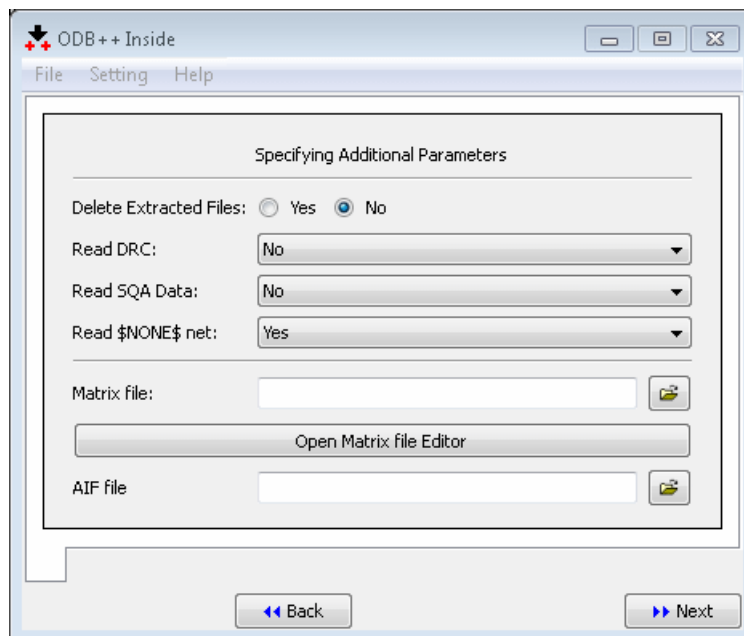 ODB++ Inside
File Setting Help
Specifying Additional Parameters
Delete Extracted Files: Yes No
Read DRC: No
Read SQA Data: No
Read $NONE$ net: Yes
Matrix file:
Open Matrix file Editor
AIF file
Back Next